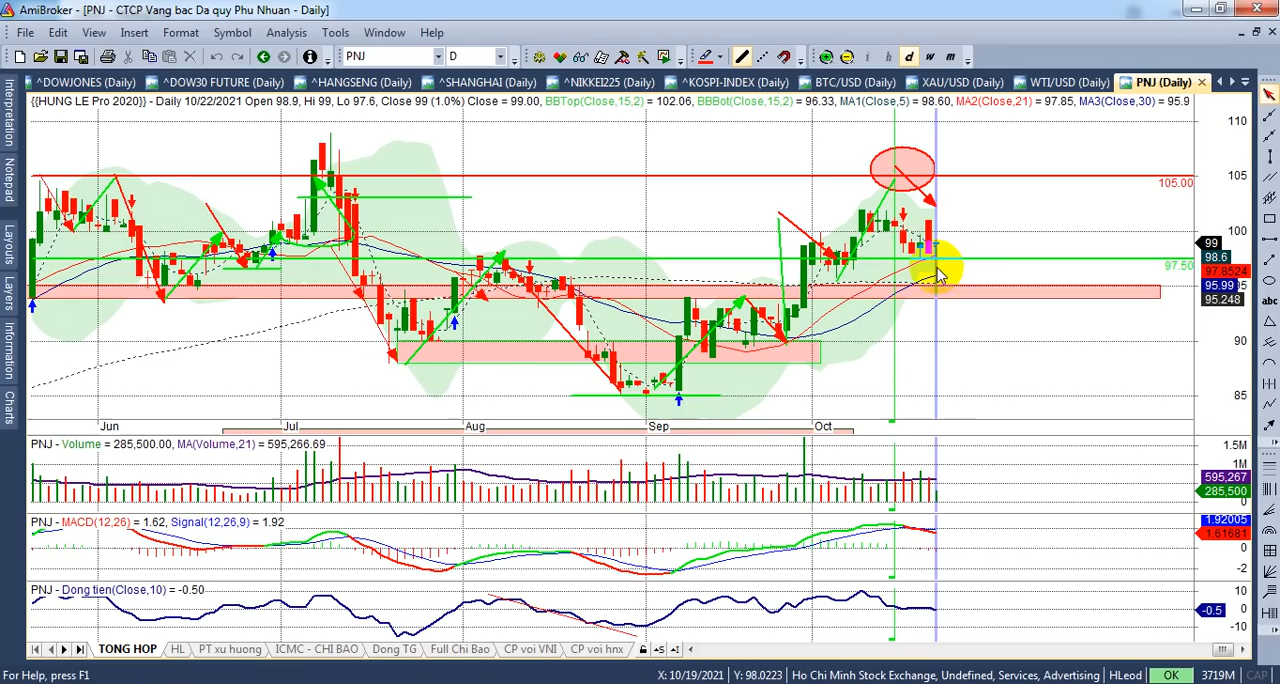 AmiBroker - [PNJ - CTCP Vang bac Da quy Phu Nhuan - Daily]
File Edit View Insert Format Symbol Analysis Tools Window Help
PNJ D i h d w m
^DOWJONES (Daily) ^DOW30 FUTURE (Daily) ^HANGSENG (Daily) ^SHANGHAI (Daily) ^NIKKEI225 (Daily) ^KOSPI-INDEX (Daily) BTC/USD (Daily) XAU/USD (Daily) WTI/USD (Daily) PNJ (Daily)
{{HUNG LE Pro 2020}} - Daily 10/22/2021 Open 98.9, Hi 99, Lo 97.6, Close 99 (1.0%) Close = 99.00, BBTop(Close,15,2) = 102.06, BBBot(Close,15,2) = 96.33, MA1(Close,5) = 98.60, MA2(Close,21) = 97.85, MA3(Close,30) = 95.9
Interpretation
Notepad
Layouts
Layers
Information
Charts
abc
110
105
105.00
100
99
98.6
97.50
97.8524
95.99
95.248
90
85
Jun Jul Aug Sep Oct
PNJ - Volume = 285,500.00, MA(Volume,21) = 595,266.69
1.5M
1M
595,267
285,500
0
PNJ - MACD(12,26) = 1.62, Signal(12,26,9) = 1.92
1.92005
1.61681
0
-2
PNJ - Dong tien(Close,10) = -0.50
10
0
-0.5
-10
TONG HOP HL PT xu huong ICMC - CHI BAO Dong TG Full Chi Bao CP voi VNI CP voi hnx
For Help, press F1 X: 10/19/2021 Y: 98.0223 Ho Chi Minh Stock Exchange, Undefined, Services, Advertising HLeod OK 3719M CAP